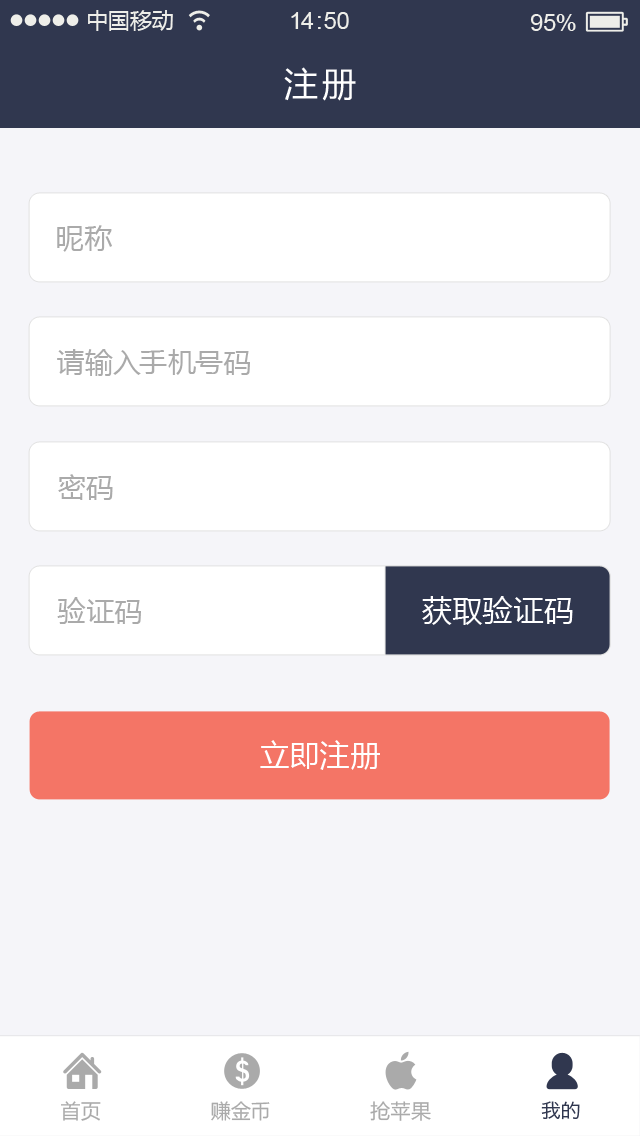 中国移动 14:50 95%
注册
昵称
请输入手机号码
密码
验证码 获取验证码
立即注册
首页 赚金币 抢苹果 我的